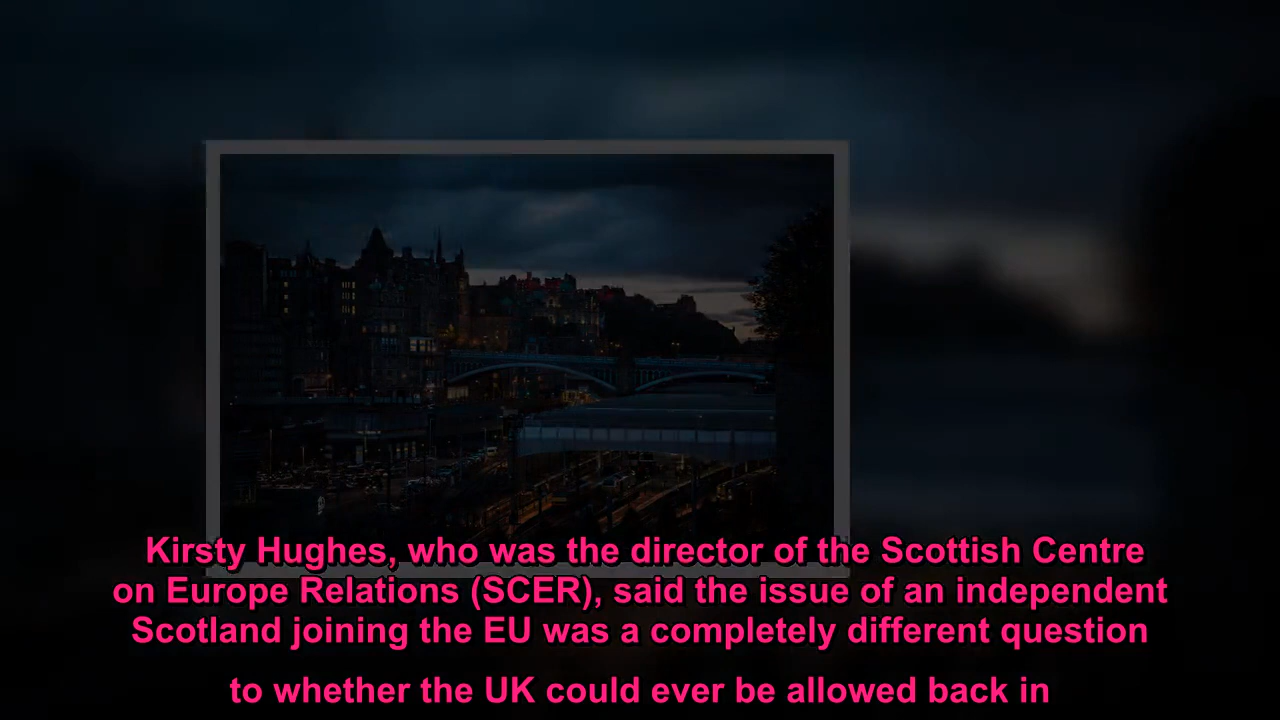 Kirsty Hughes, who was the director of the Scottish Centre
on Europe Relations (SCER), said the issue of an independent
Scotland joining the EU was a completely different question
to whether the UK could ever be allowed back in